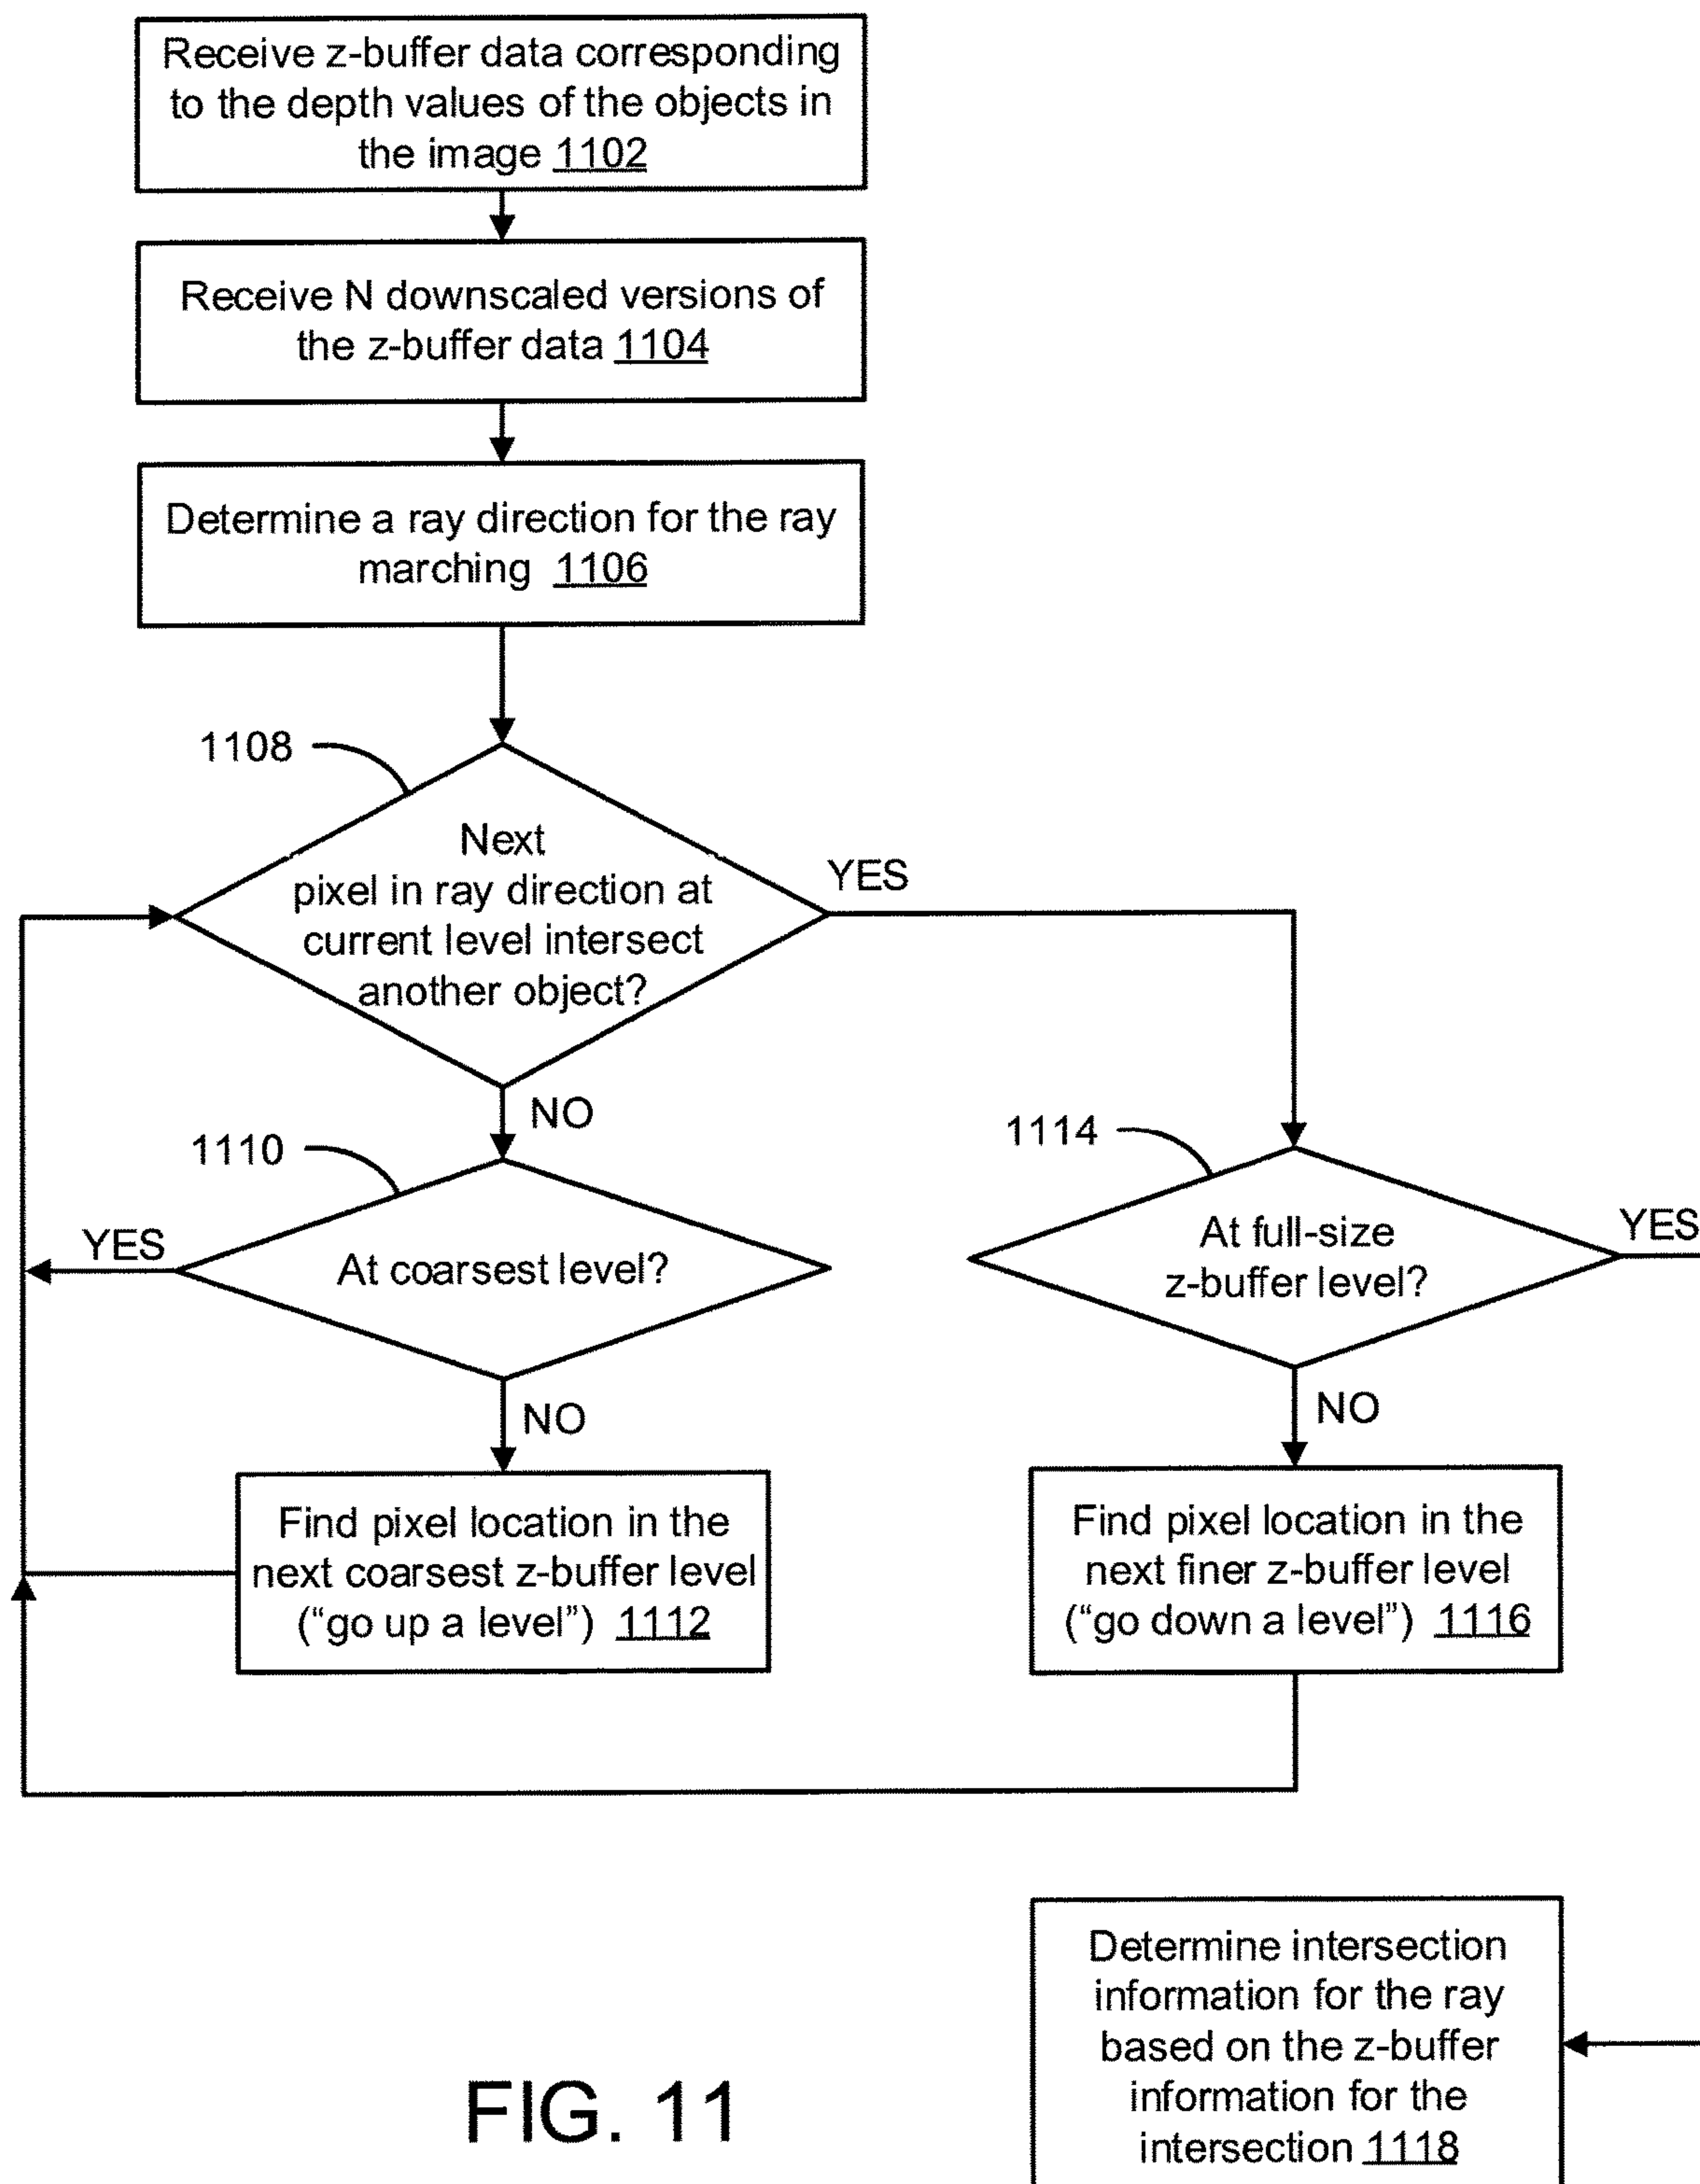 Receive z-buffer data corresponding
to the depth values of the objects in
the image 1102
Receive N downscaled versions of
the z-buffer data 1104
Determine a ray direction for the ray
marching 1106
1108
Next
pixel in ray direction at
current level intersect
another object?
YES
NO
1110
At coarsest level?
YES
NO
1114
At full-size
z-buffer level?
YES
NO
Find pixel location in the
next coarsest z-buffer level
(“go up a level”) 1112
Find pixel location in the
next finer z-buffer level
(“go down a level”) 1116
Determine intersection
information for the ray
based on the z-buffer
information for the
intersection 1118
FIG. 11